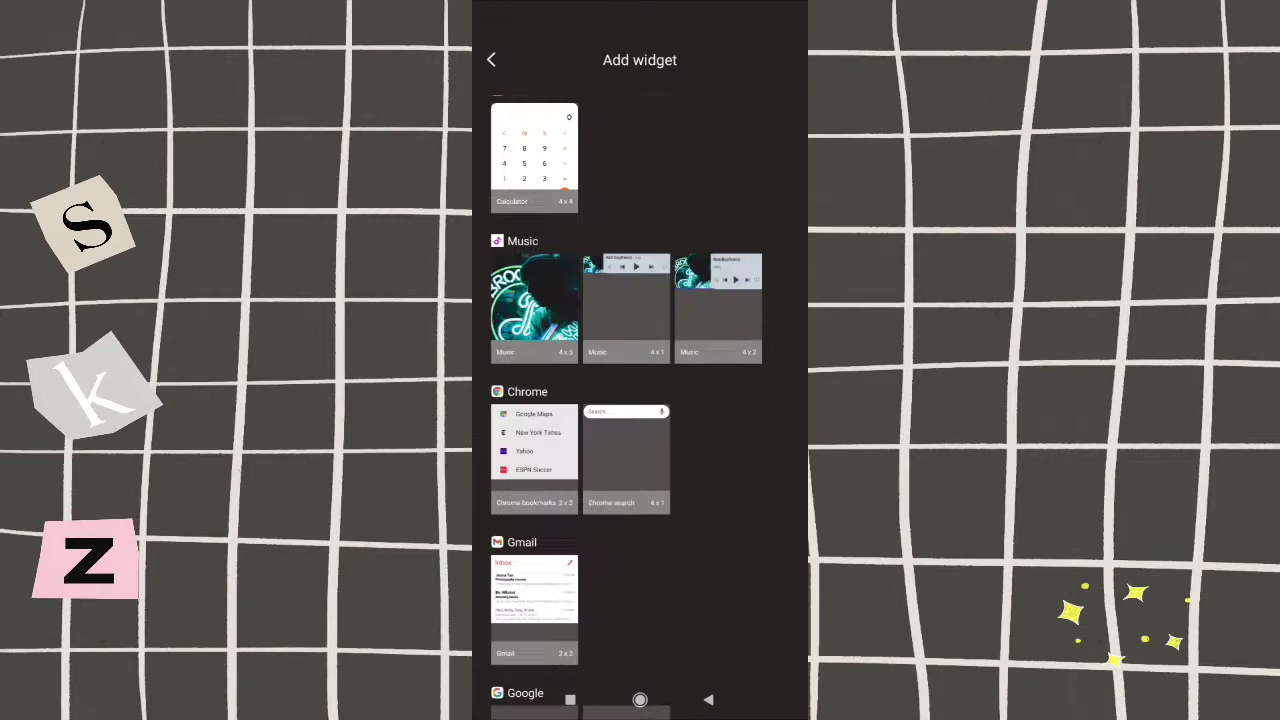 Add widget
S
k
z
0
7 8 9
4 5 6
1 2 3
Calculator 4 x 4
Music
Music 4 x 5
Music 4 x 1
Music 4 x 2
Chrome
Google Maps
New York Times
Yahoo
ESPN Soccer
Chrome bookmarks 2 x 2
Search
Chrome search 4 x 1
Gmail
Inbox
Gmail 2 x 2
Google